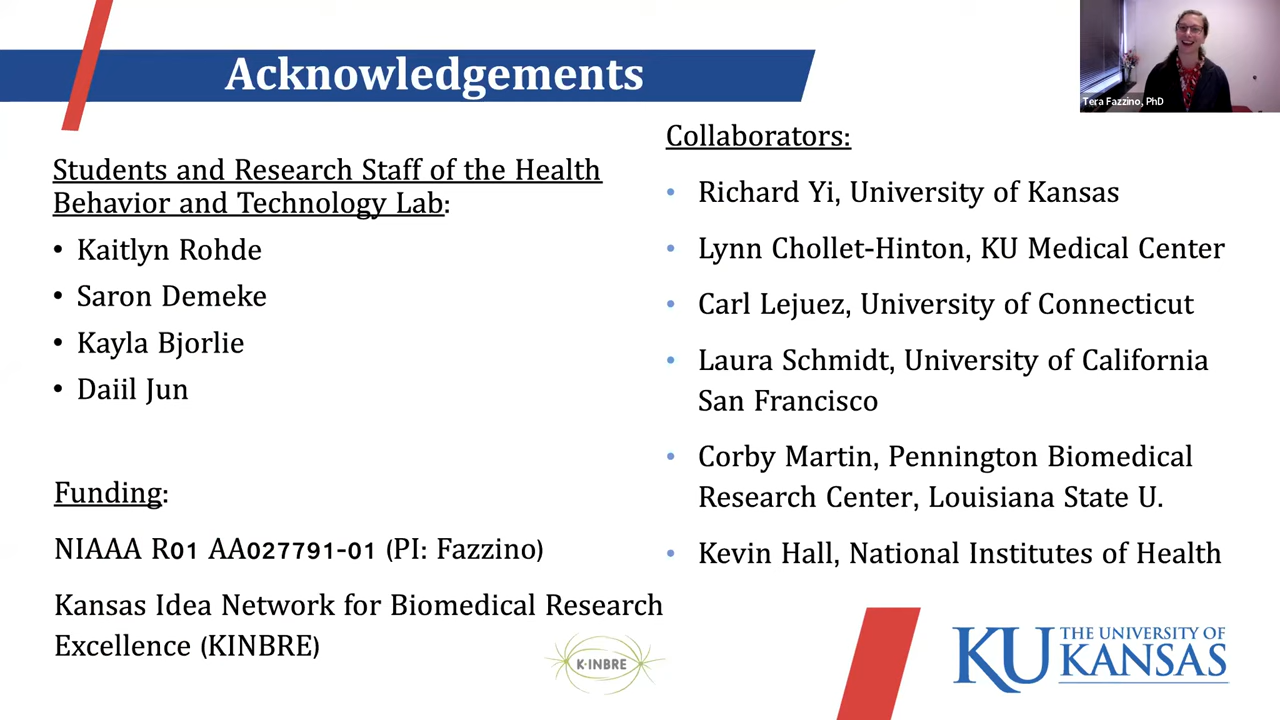 Acknowledgements
Tera Fazzino, PhD
Students and Research Staff of the Health
Behavior and Technology Lab:
• Kaitlyn Rohde
• Saron Demeke
• Kayla Bjorlie
• Daiil Jun
Funding:
NIAAA R01 AA027791-01 (PI: Fazzino)
Kansas Idea Network for Biomedical Research
Excellence (KINBRE)
K·INBRE
Collaborators:
• Richard Yi, University of Kansas
• Lynn Chollet-Hinton, KU Medical Center
• Carl Lejuez, University of Connecticut
• Laura Schmidt, University of California
San Francisco
• Corby Martin, Pennington Biomedical
Research Center, Louisiana State U.
• Kevin Hall, National Institutes of Health
KU THE UNIVERSITY OF
KANSAS